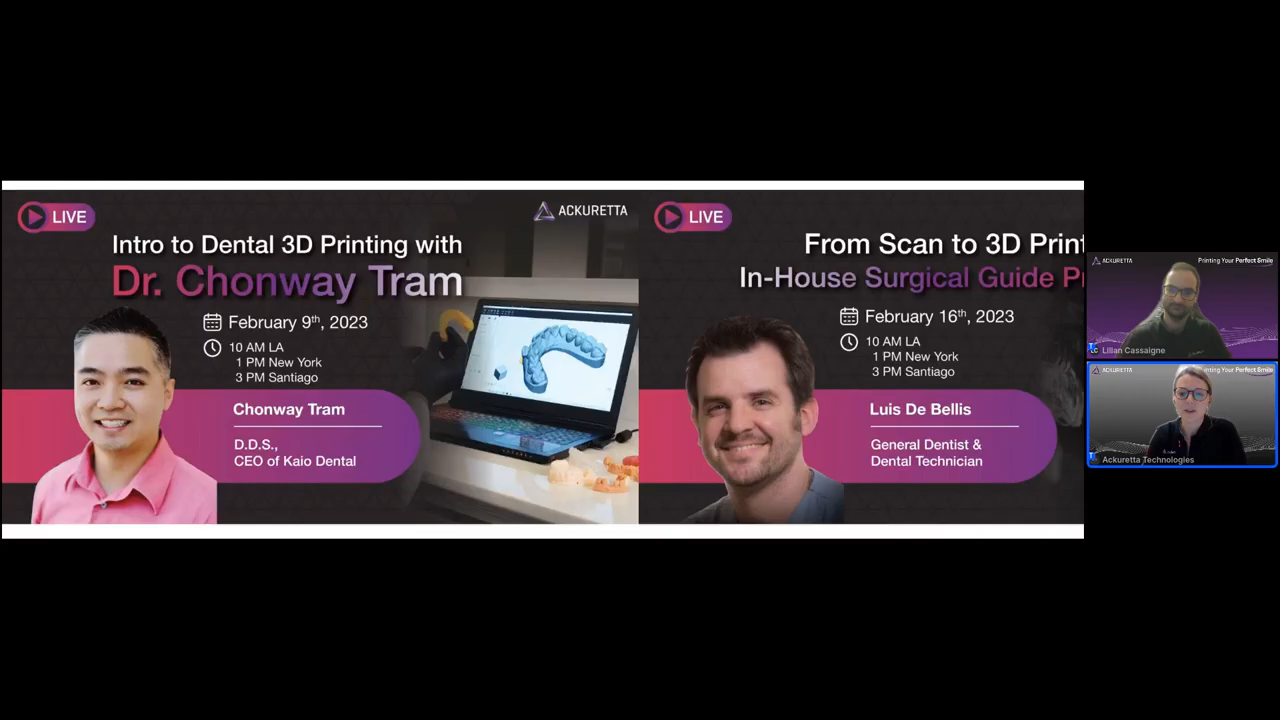 LIVE
ACKURETTA
Intro to Dental 3D Printing with
Dr. Chonway Tram
February 9th, 2023
10 AM LA
1 PM New York
3 PM Santiago
Chonway Tram
D.D.S.,
CEO of Kaio Dental
LIVE
From Scan to 3D Print
In-House Surgical Guide Pr
February 16th, 2023
10 AM LA
1 PM New York
3 PM Santiago
Luis De Bellis
General Dentist &
Dental Technician
ACKURETTA
Printing Your Perfect Smile
Lilian Cassaigne
ACKURETTA
inting Your Perfect Smile
Ackuretta Technologies